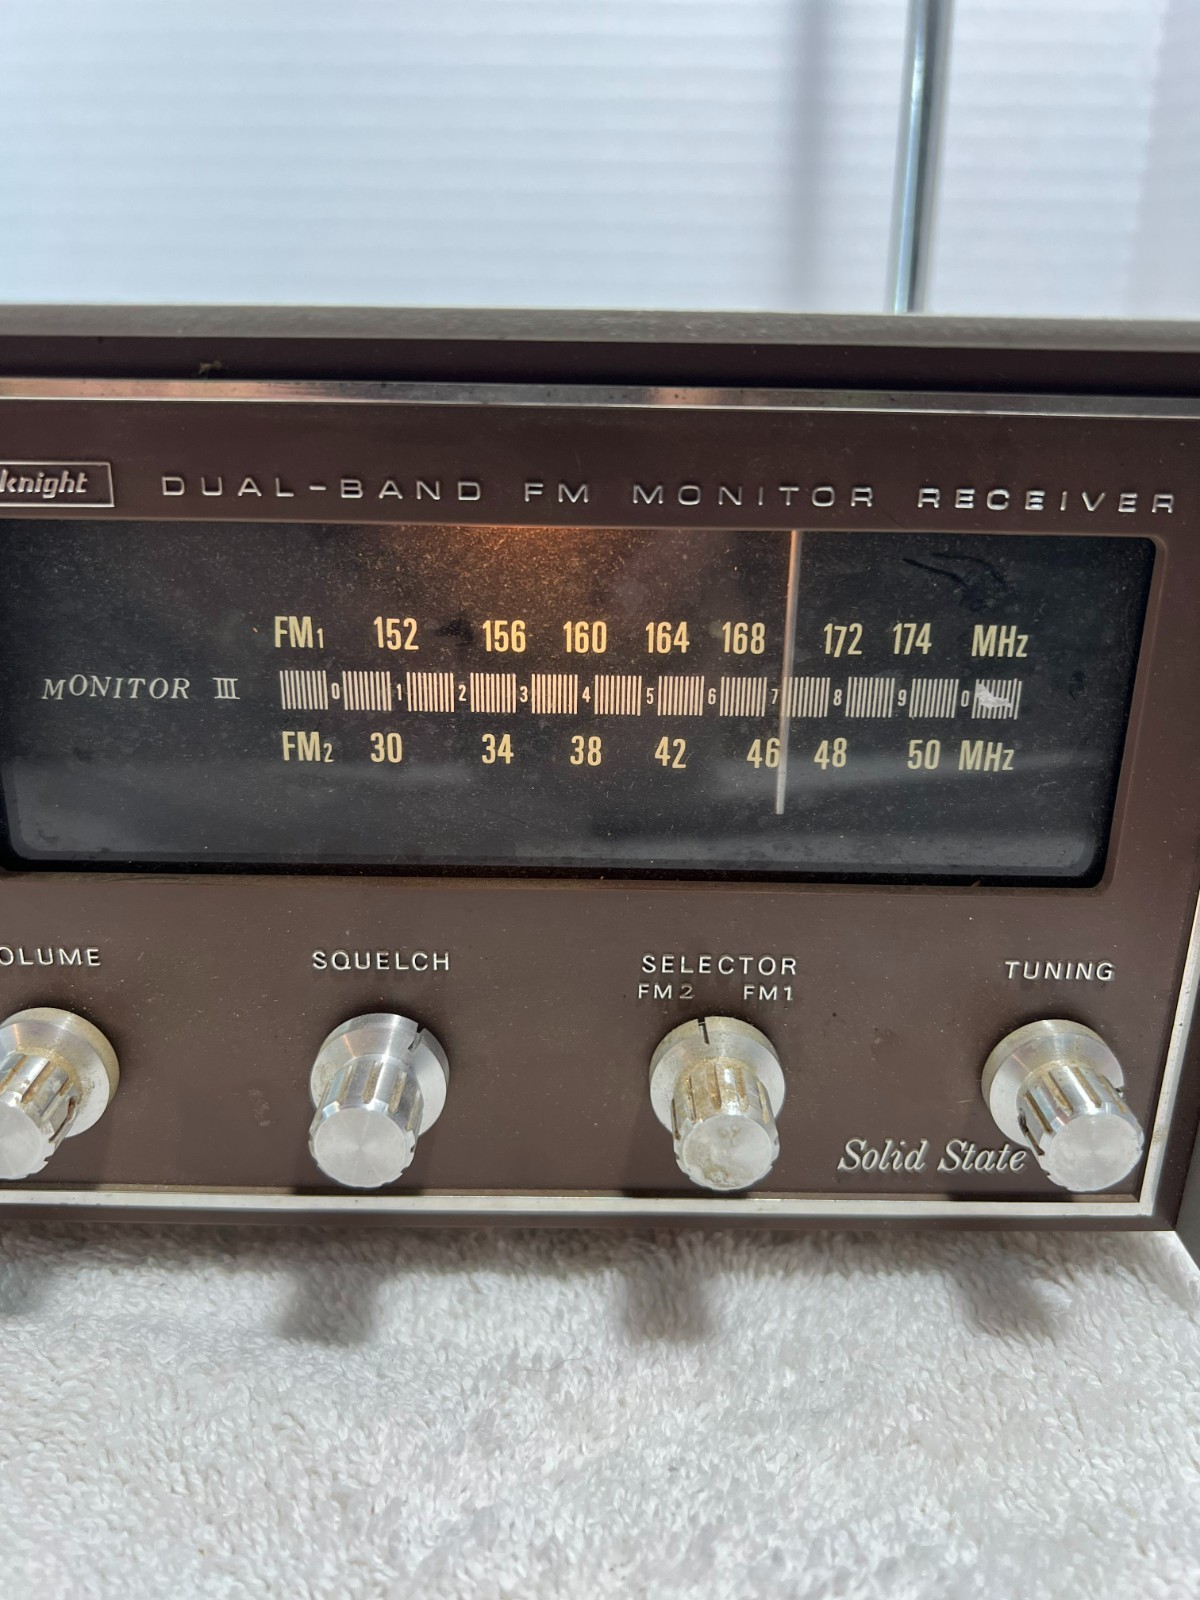 knight DUAL-BAND FM MONITOR RECEIVER
FM1 152 156 160 164 168 172 174 MHz
MONITOR III 0 1 2 3 4 5 6 7 8 9 0
FM2 30 34 38 42 46 48 50 MHz
OLUME SQUELCH SELECTOR TUNING
FM2 FM1
Solid State